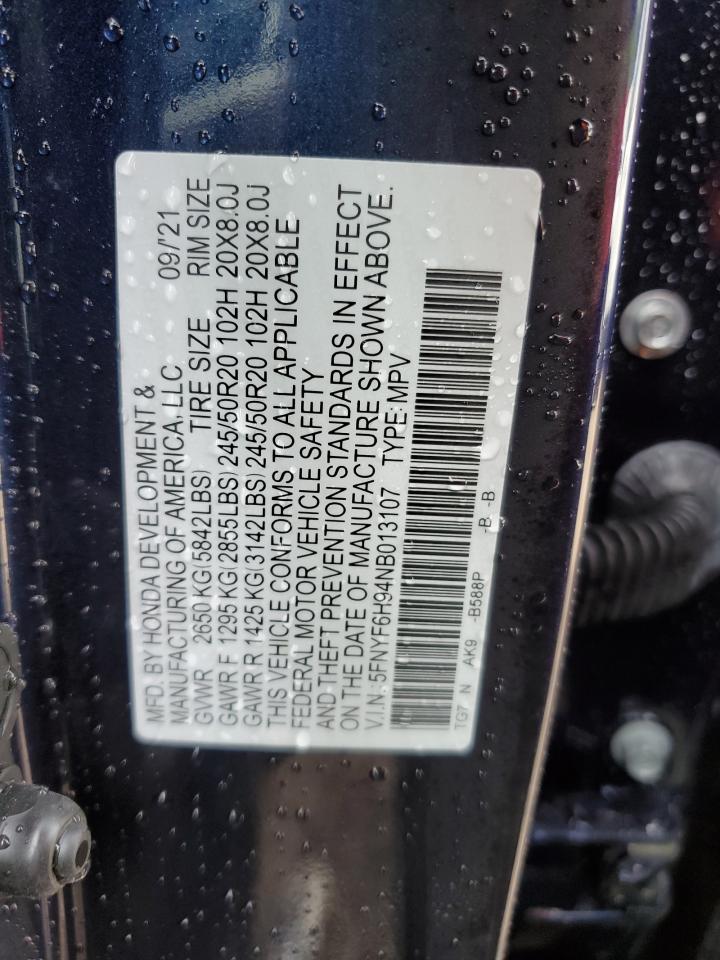 MFD. BY HONDA DEVELOPMENT &
MANUFACTURING OF AMERICA, LLC 09/'21
GVWR 2650 KG(5842LBS) TIRE SIZE RIM SIZE
GAWR F 1295 KG(2855LBS) 245/50R20 102H 20X8.0J
GAWR R 1425 KG(3142LBS) 245/50R20 102H 20X8.0J
THIS VEHICLE CONFORMS TO ALL APPLICABLE
FEDERAL MOTOR VEHICLE SAFETY
AND THEFT PREVENTION STANDARDS IN EFFECT
ON THE DATE OF MANUFACTURE SHOWN ABOVE.
V.I.N.: 5FNYF6H94NB013107 TYPE: MPV
TG7 N AK9 -B588P -B -B